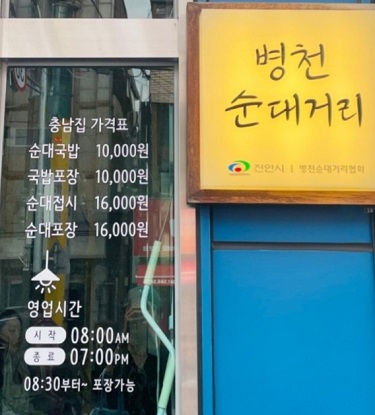 충남집 가격표
순대국밥 10,000원
국밥포장 10,000원
순대접시 16,000원
순대포장 16,000원
영업시간
시작 08:00AM
종료 07:00PM
08:30부터~ 포장가능
병천
순대거리
천안시 | 병천순대거리협회